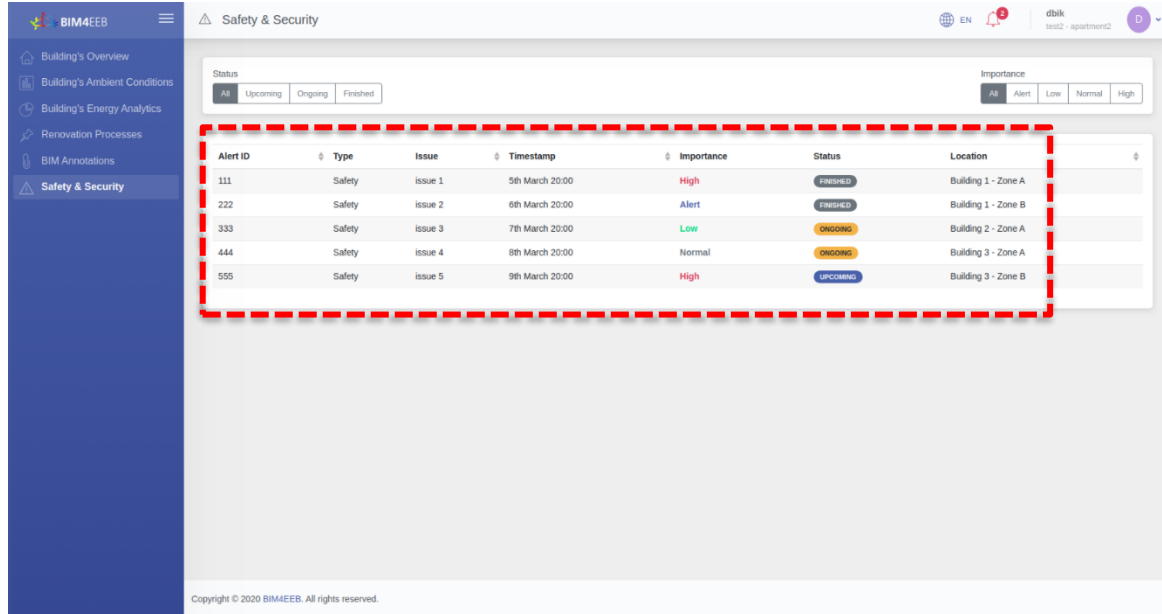 BIM4EEB
Safety & Security
EN
2
dbik
test2 - apartment2
D
Building's Overview
Building's Ambient Conditions
Building's Energy Analytics
Renovation Processes
BIM Annotations
Safety & Security
Status
All Upcoming Ongoing Finished
Importance
All Alert Low Normal High
Alert ID Type Issue Timestamp Importance Status Location
111 Safety issue 1 5th March 20:00 High FINISHED Building 1 - Zone A
222 Safety issue 2 6th March 20:00 Alert FINISHED Building 1 - Zone B
333 Safety issue 3 7th March 20:00 Low ONGOING Building 2 - Zone A
444 Safety issue 4 8th March 20:00 Normal ONGOING Building 3 - Zone A
555 Safety issue 5 9th March 20:00 High UPCOMING Building 3 - Zone B
Copyright © 2020 BIM4EEB. All rights reserved.